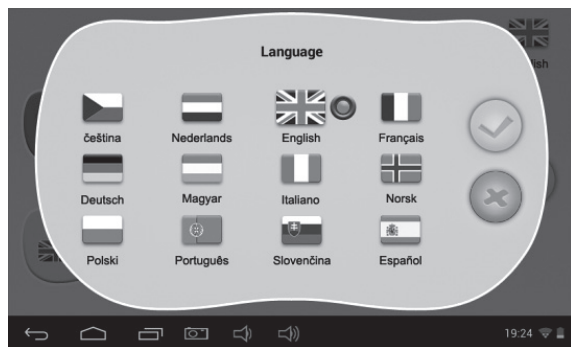 Language
čeština Nederlands English Français
Deutsch Magyar Italiano Norsk
Polski Português Slovenčina Español
19:24